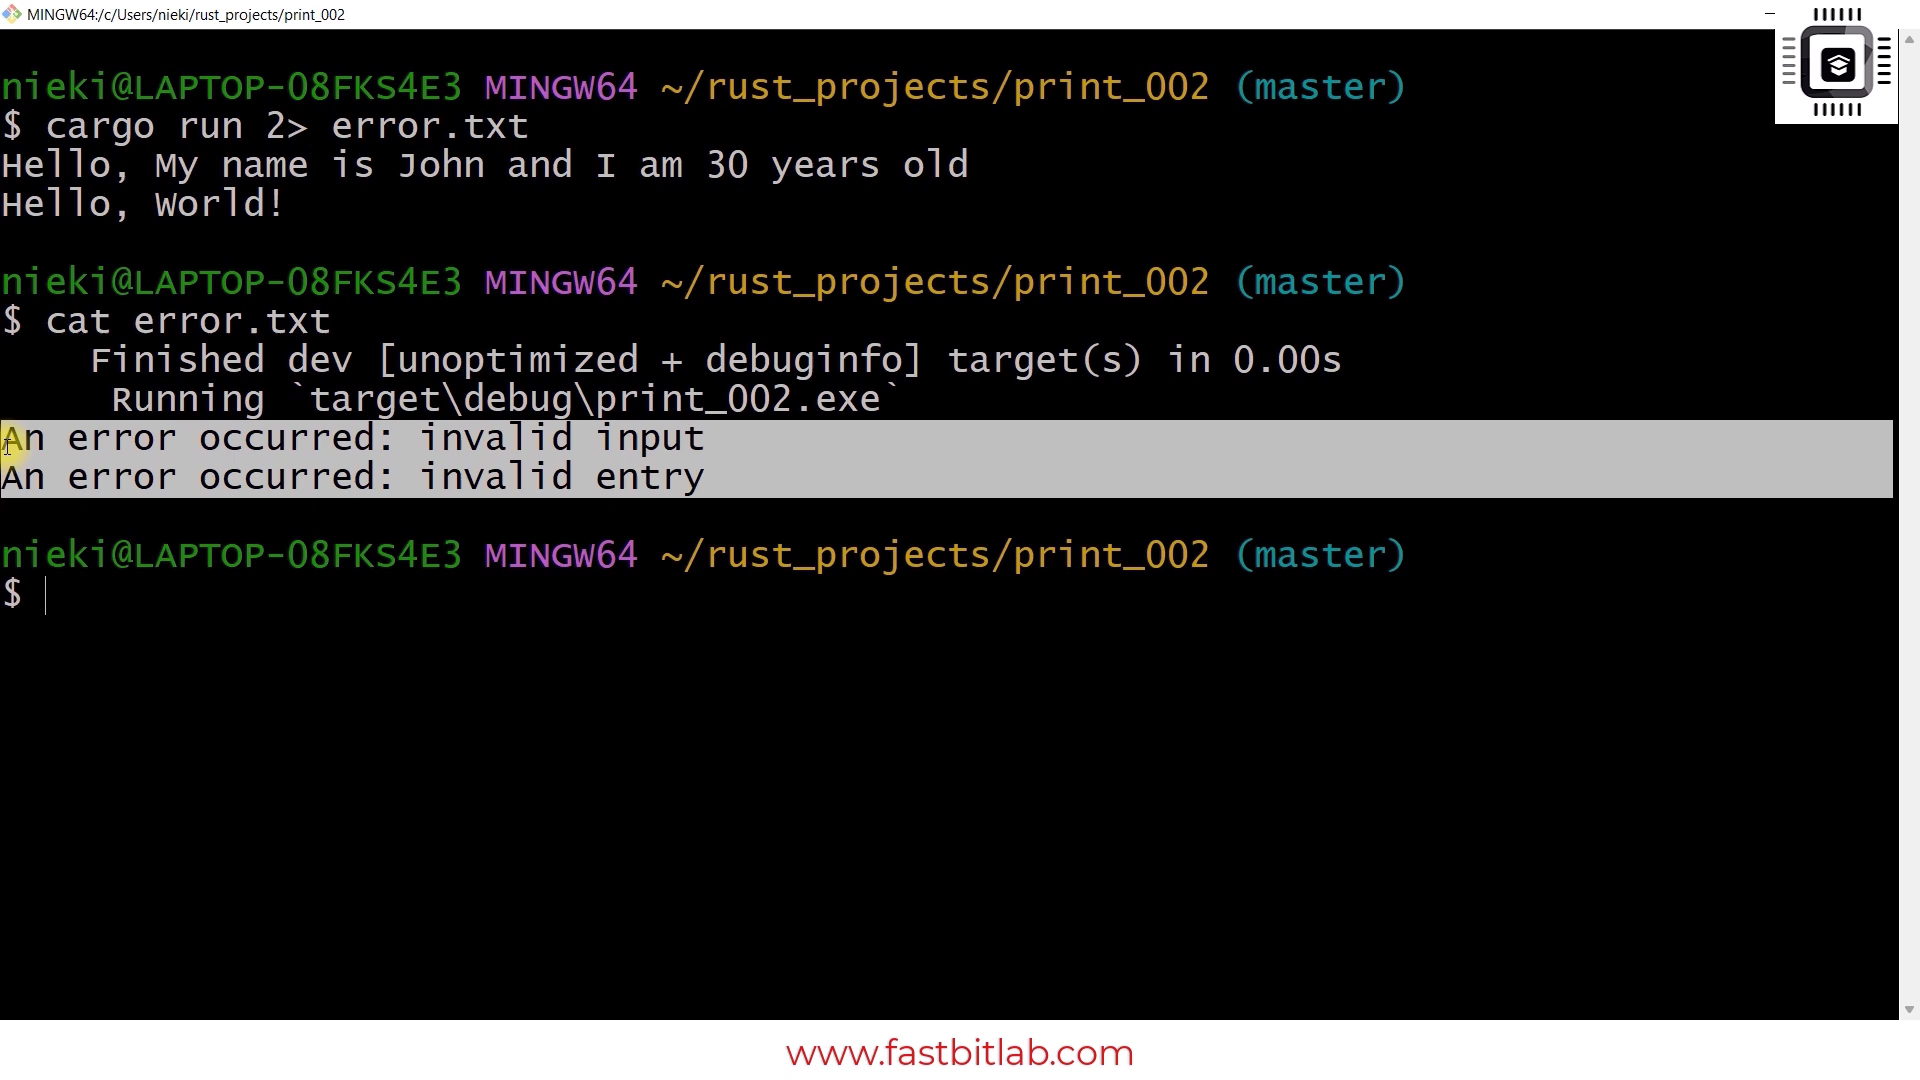 MINGW64:/c/Users/nieki/rust_projects/print_002
nieki@LAPTOP-08FKS4E3 MINGW64 ~/rust_projects/print_002 (master)
$ cargo run 2> error.txt
Hello, My name is John and I am 30 years old
Hello, World!
nieki@LAPTOP-08FKS4E3 MINGW64 ~/rust_projects/print_002 (master)
$ cat error.txt
    Finished dev [unoptimized + debuginfo] target(s) in 0.00s
     Running `target\debug\print_002.exe`
An error occurred: invalid input
An error occurred: invalid entry
nieki@LAPTOP-08FKS4E3 MINGW64 ~/rust_projects/print_002 (master)
$
www.fastbitlab.com